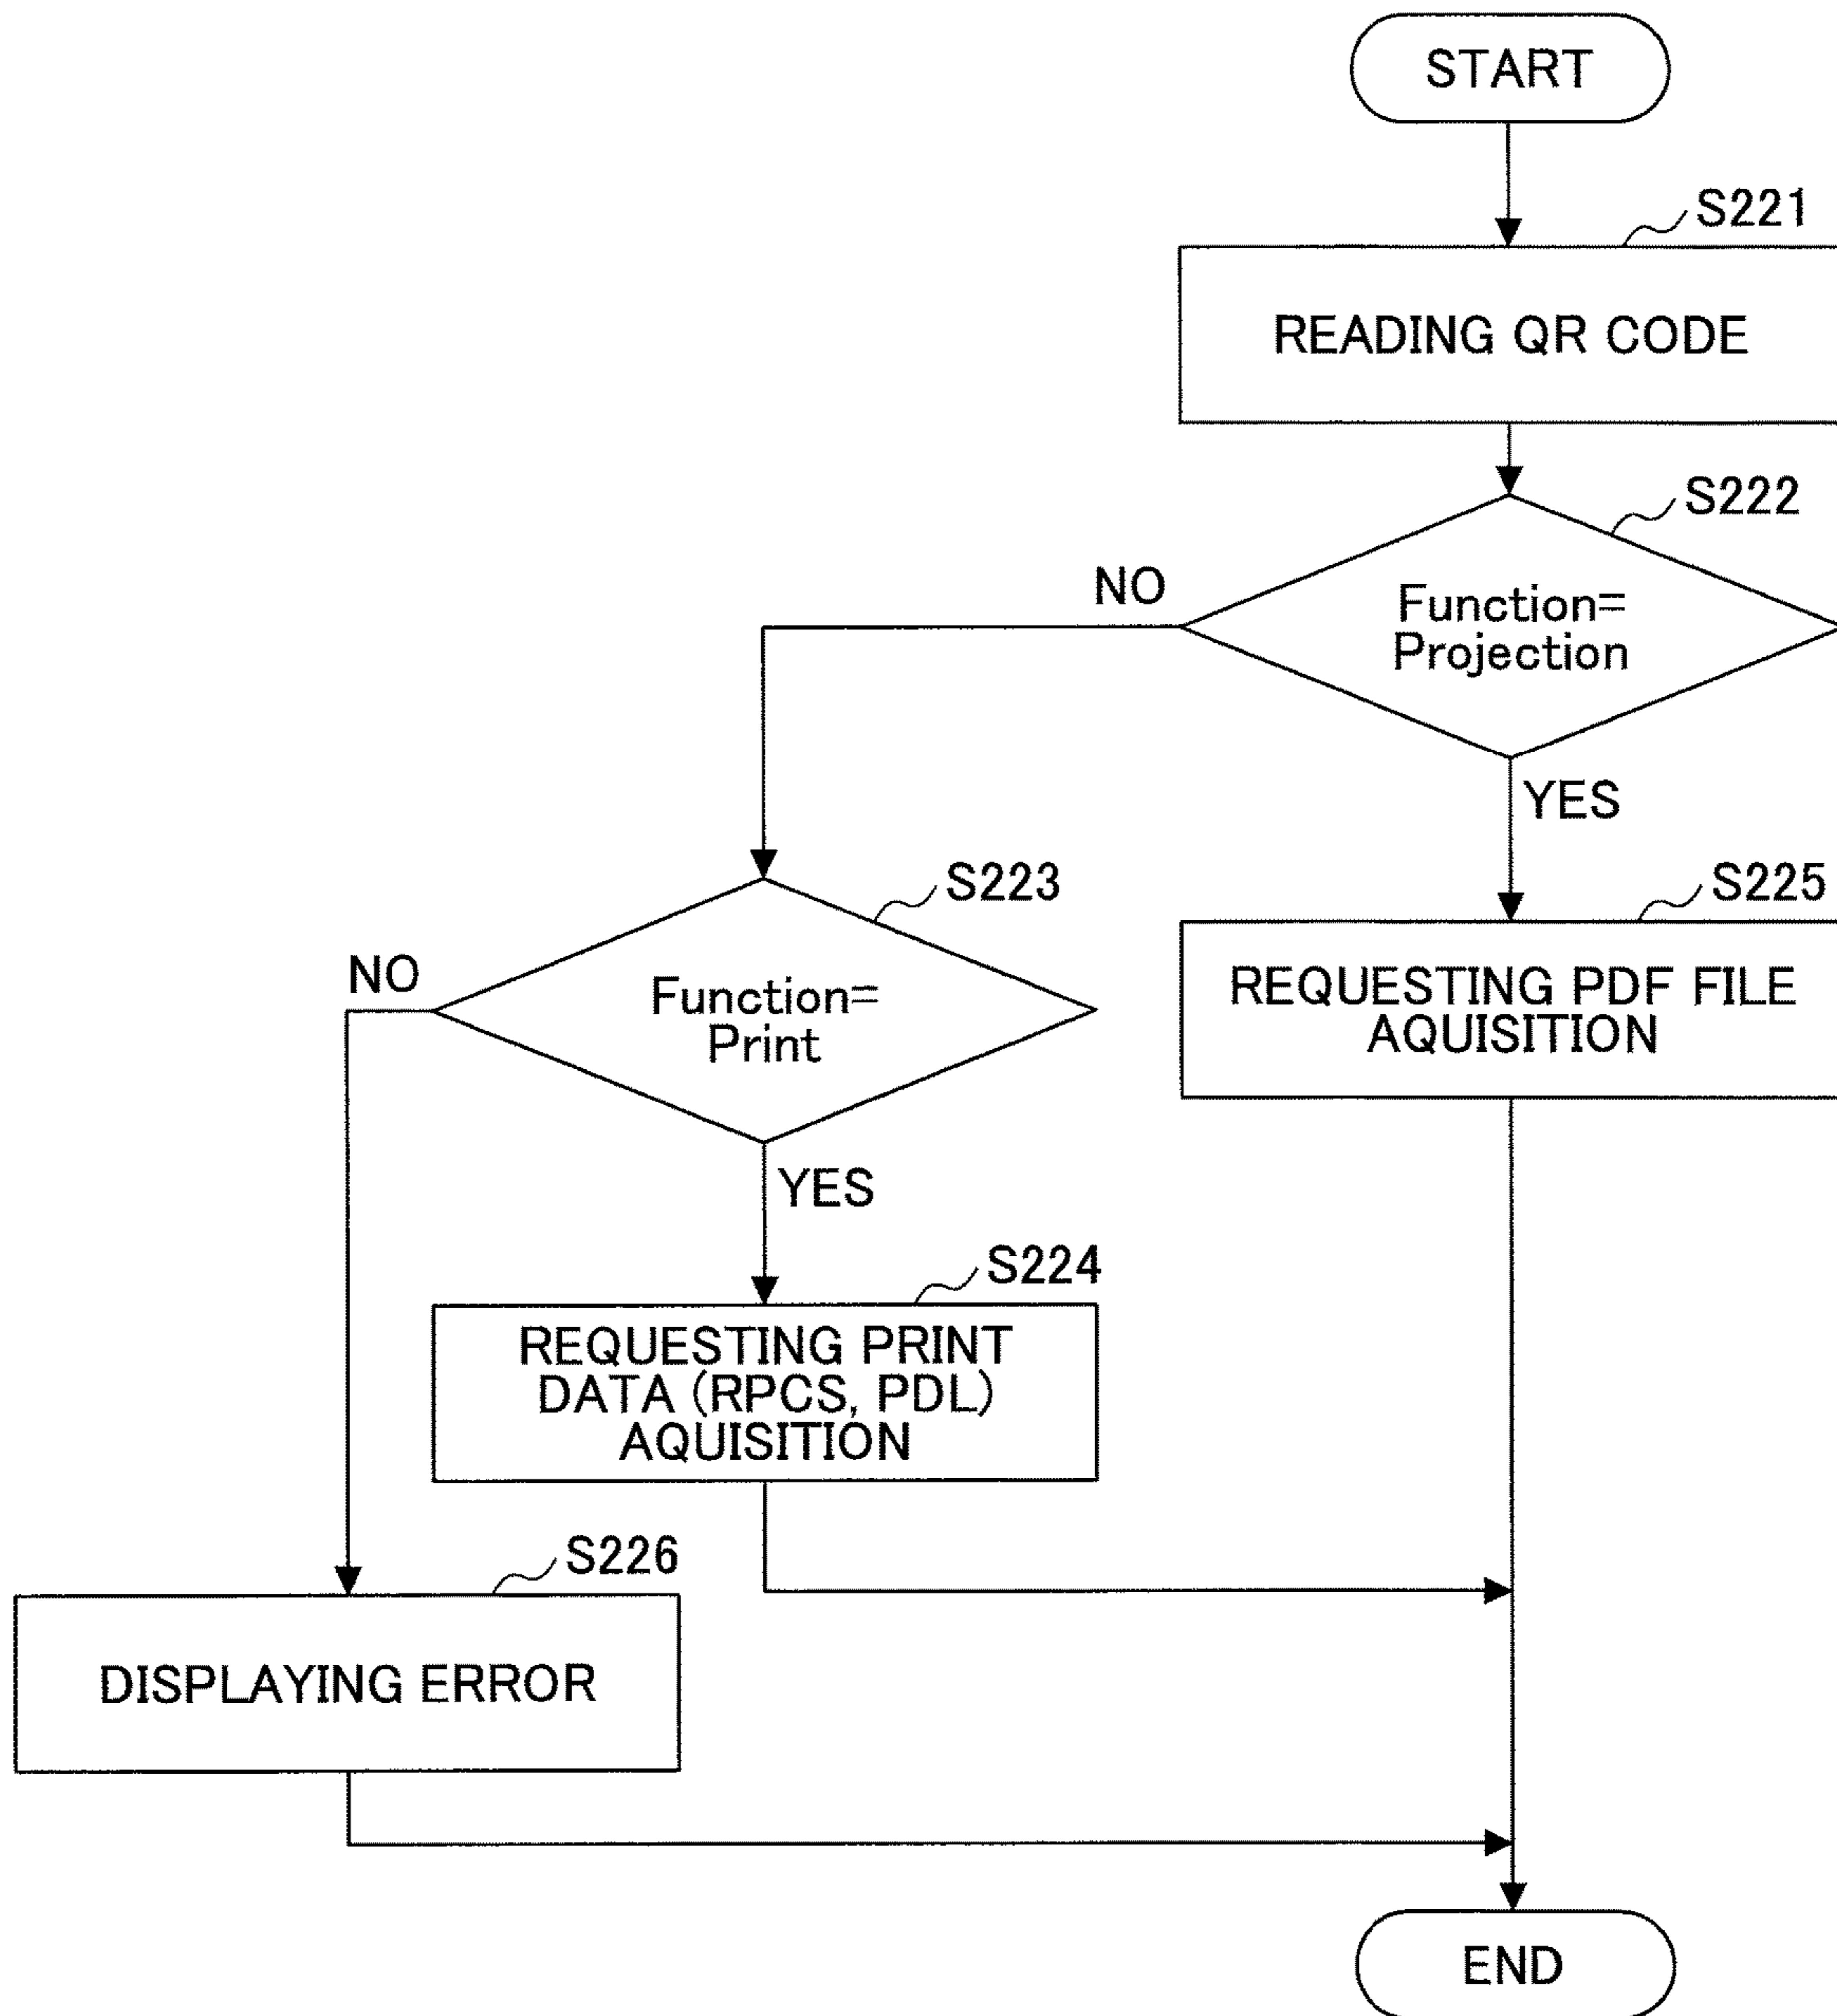 START
S221
READING QR CODE
S222
NO
Function=
Projection
YES
S223
S225
NO
Function=
Print
REQUESTING PDF FILE
AQUISITION
YES
S224
REQUESTING PRINT
DATA (RPCS, PDL)
AQUISITION
S226
DISPLAYING ERROR
END